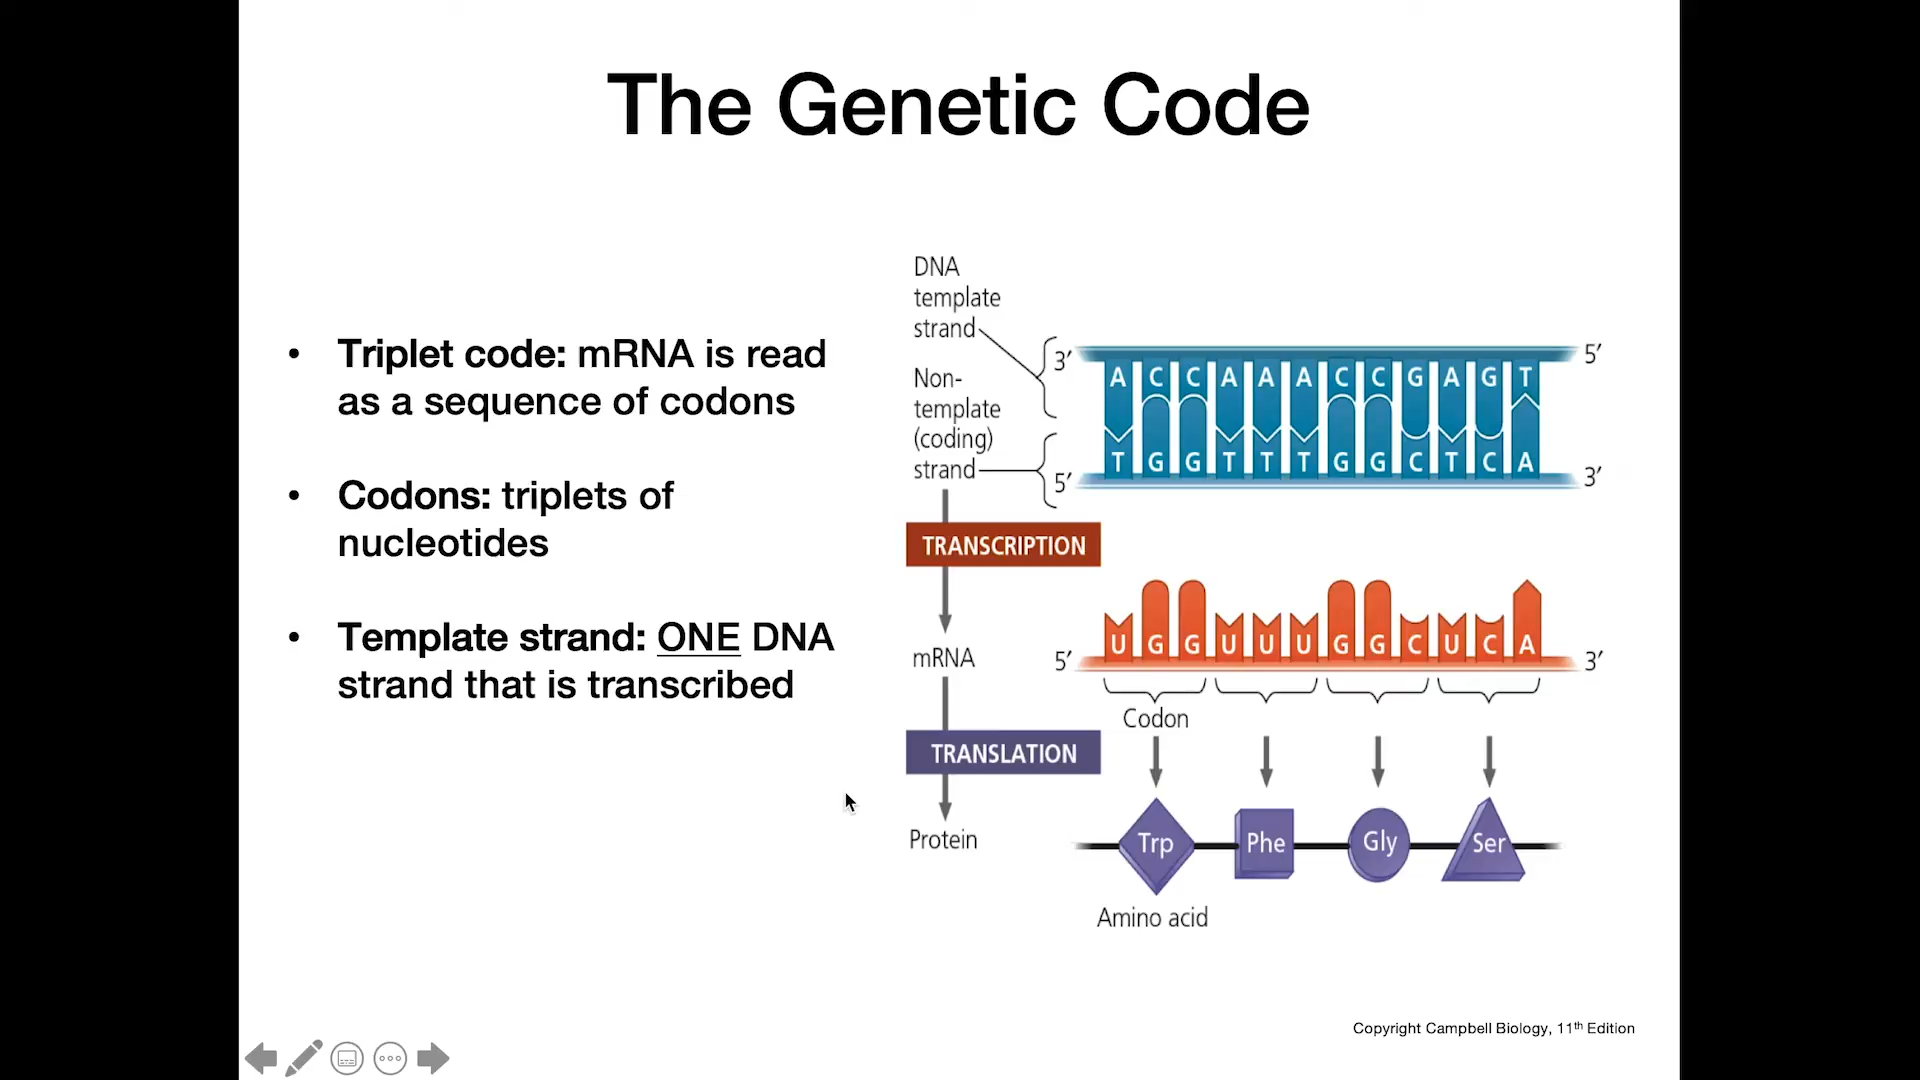 The Genetic Code
• Triplet code: mRNA is read
as a sequence of codons
• Codons: triplets of
nucleotides
• Template strand: ONE DNA
strand that is transcribed
DNA
template
strand
Non-
template
(coding)
strand
3′ A C C A A A C C G A G T 5′
5′ T G G T T T G G C T C A 3′
TRANSCRIPTION
mRNA
5′ U G G U U U G G C U C A 3′
Codon
TRANSLATION
Protein
Trp Phe Gly Ser
Amino acid
Copyright Campbell Biology, 11th Edition